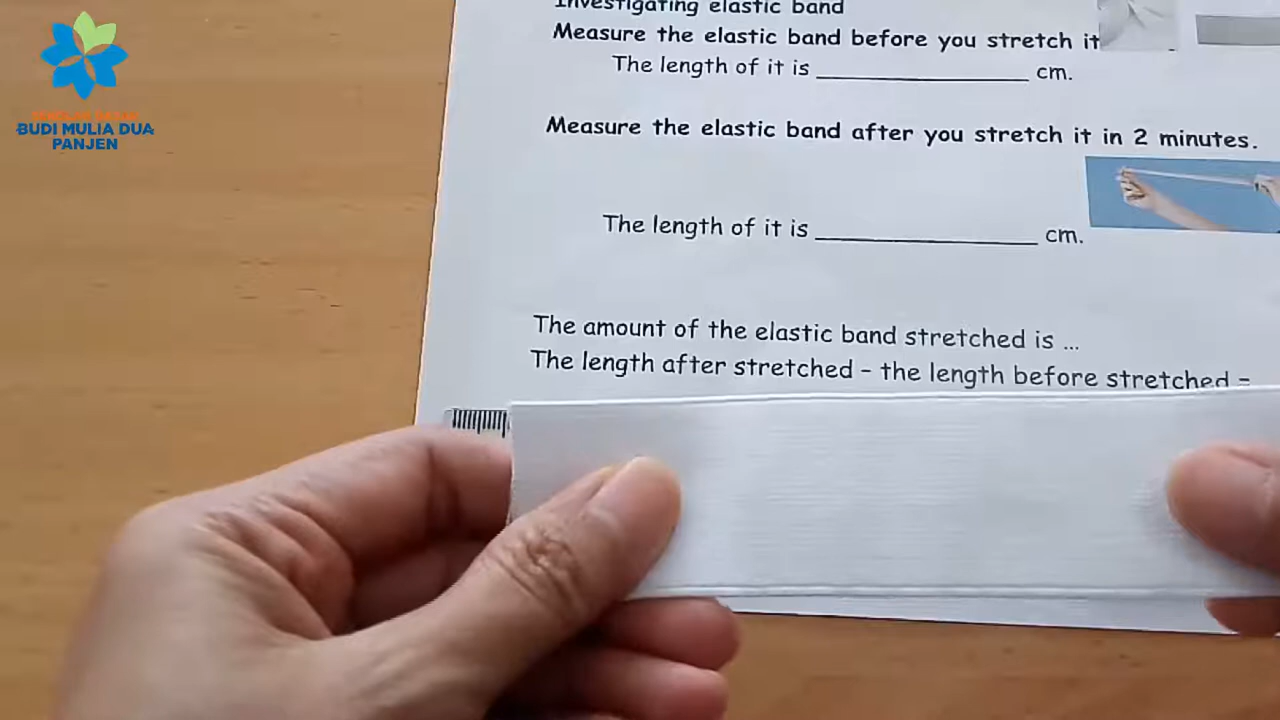 Investigating elastic band
Measure the elastic band before you stretch it
The length of it is ____________ cm.
Measure the elastic band after you stretch it in 2 minutes.
The length of it is ____________ cm.
The amount of the elastic band stretched is ...
The length after stretched - the length before stretched =
BUDI MULIA DUA
PANJEN